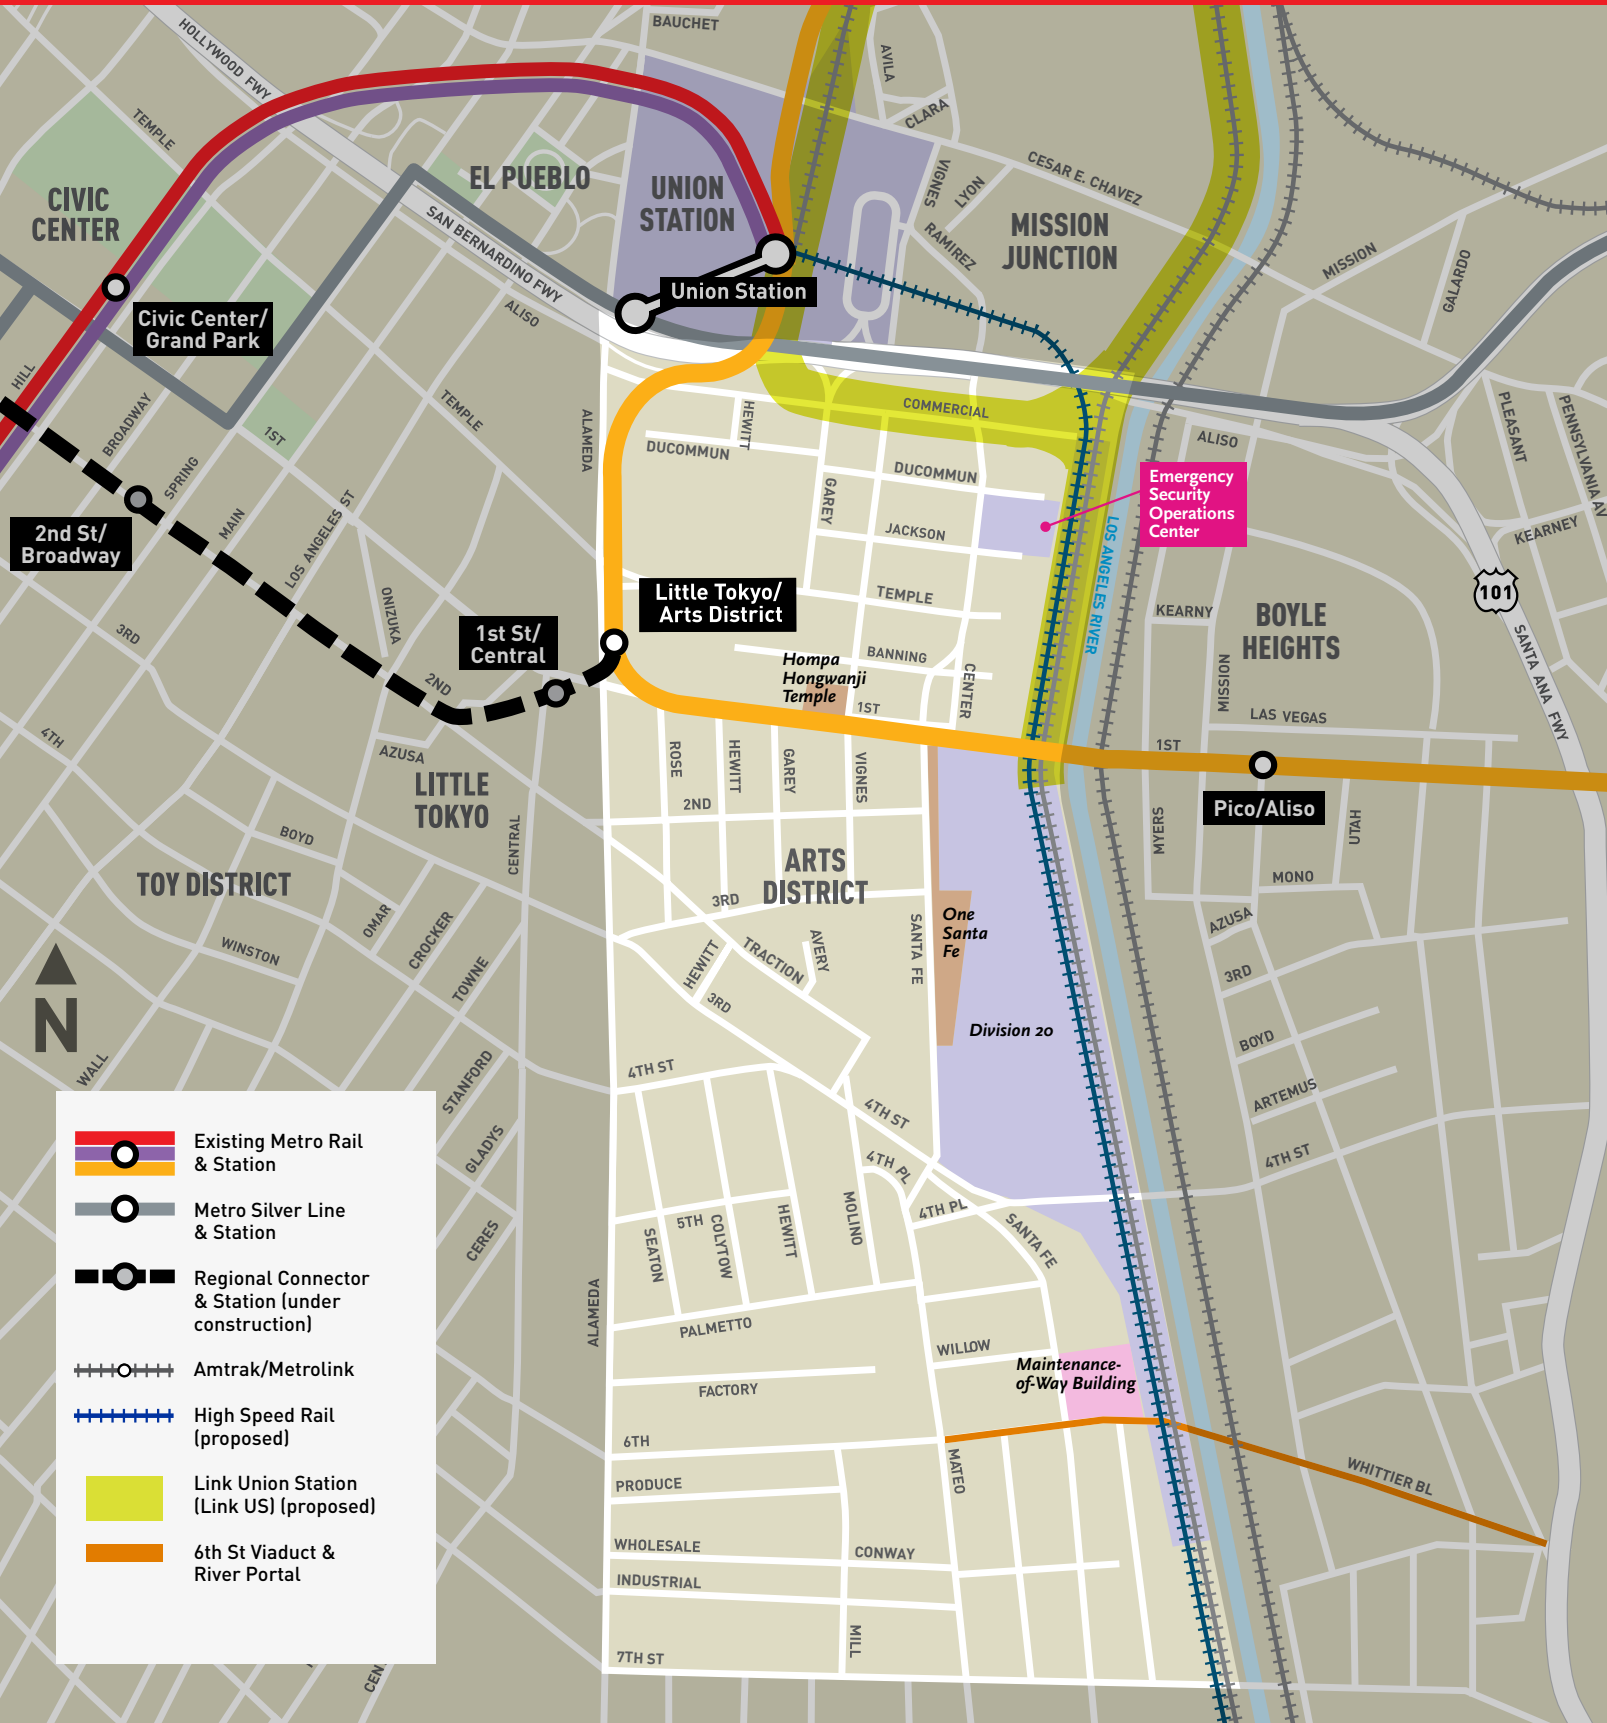 BAUCHET
HOLLYWOOD FWY
AVILA
CLARA
TEMPLE
CESAR E. CHAVEZ
VIGNES
LYON
RAMIREZ
EL PUEBLO
UNION
STATION
CIVIC
CENTER
MISSION
JUNCTION
SAN BERNARDINO FWY
MISSION
GALARDO
Union Station
ALISO
Civic Center/
Grand Park
HILL
BROADWAY
1ST
TEMPLE
ALAMEDA
HEWITT
COMMERCIAL
DUCOMMUN
DUCOMMUN
ALISO
PLEASANT
PENNSYLVANIA AV
KEARNEY
SPRING
MAIN
LOS ANGELES ST
GAREY
JACKSON
Emergency
Security
Operations
Center
LOS ANGELES RIVER
2nd St/
Broadway
101
SANTA ANA FWY
ONIZUKA
Little Tokyo/
Arts District
TEMPLE
KEARNY
BOYLE
HEIGHTS
1st St/
Central
3RD
2ND
BANNING
Hompa
Hongwanji
Temple
CENTER
MISSION
1ST
LAS VEGAS
4TH
AZUSA
ROSE
HEWITT
GAREY
VIGNES
1ST
LITTLE
TOKYO
2ND
Pico/Aliso
MYERS
UTAH
BOYD
CENTRAL
ARTS
DISTRICT
TOY DISTRICT
MONO
3RD
OMAR
CROCKER
WINSTON
TOWNE
HEWITT
TRACTION
AVERY
SANTA FE
One
Santa
Fe
AZUSA
3RD
3RD
N
Division 20
BOYD
WALL
STANFORD
4TH ST
4TH ST
ARTEMUS
4TH ST
GLADYS
4TH PL
4TH PL
CERES
SEATON
5TH
COLYTOW
HEWITT
MOLINO
SANTA FE
ALAMEDA
PALMETTO
WILLOW
Maintenance-
of-Way Building
FACTORY
6TH
MATEO
WHITTIER BL
PRODUCE
WHOLESALE
CONWAY
INDUSTRIAL
MILL
7TH ST
CEN
Existing Metro Rail
& Station
Metro Silver Line
& Station
Regional Connector
& Station (under
construction)
Amtrak/Metrolink
High Speed Rail
(proposed)
Link Union Station
(Link US) (proposed)
6th St Viaduct &
River Portal